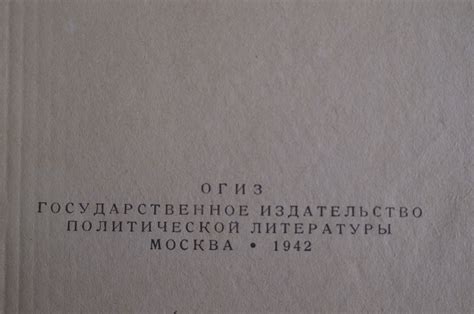 ОГИЗ
ГОСУДАРСТВЕННОЕ ИЗДАТЕЛЬСТВО
ПОЛИТИЧЕСКОЙ ЛИТЕРАТУРЫ
МОСКВА • 1942